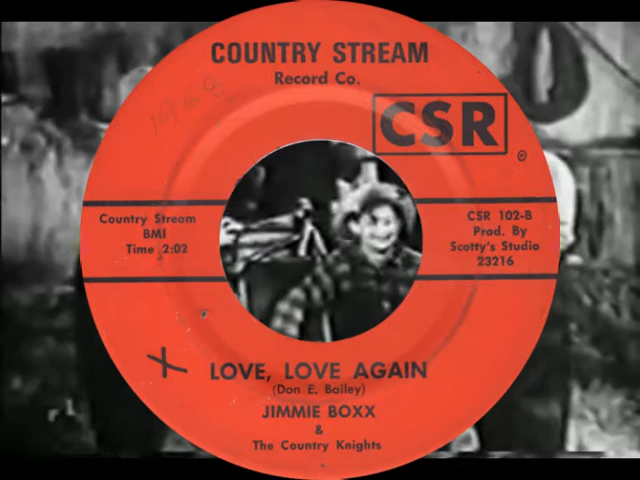 COUNTRY STREAM
Record Co.
1968
CSR
©
Country Stream
BMI
Time 2:02
CSR 102-B
Prod. By
Scotty's Studio
23216
X
LOVE, LOVE AGAIN
(Don E. Bailey)
JIMMIE BOXX
&
The Country Knights